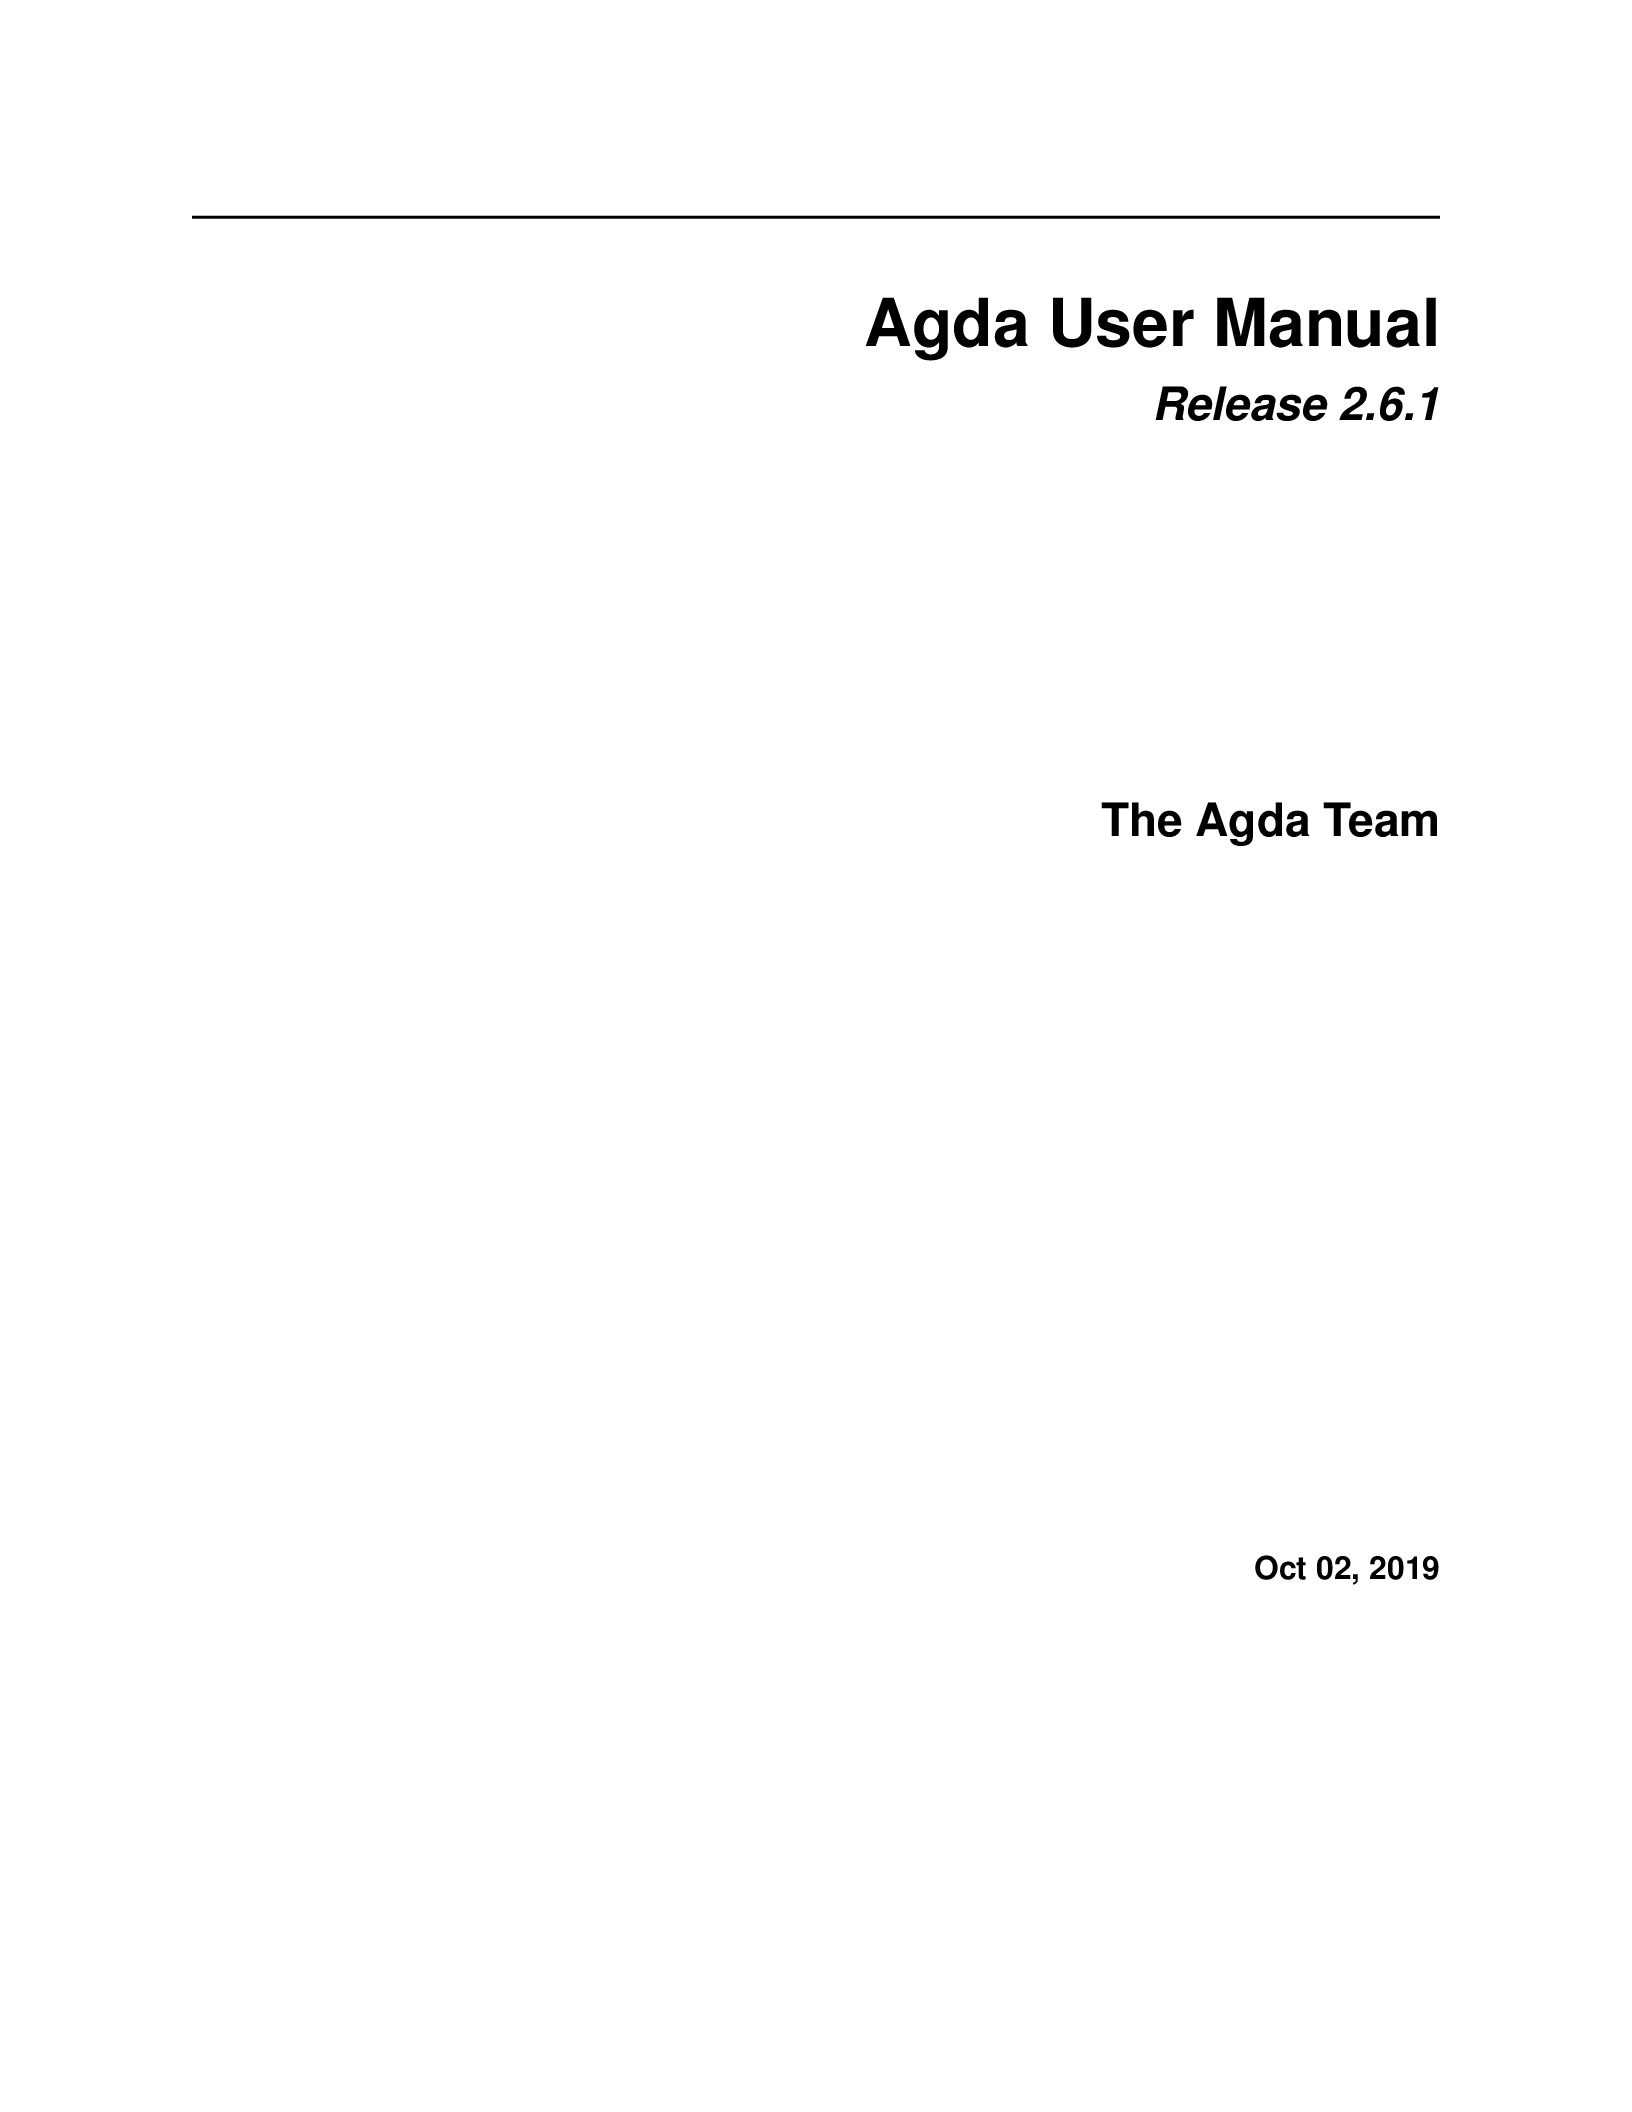 Agda User Manual
Release 2.6.1
The Agda Team
Oct 02, 2019